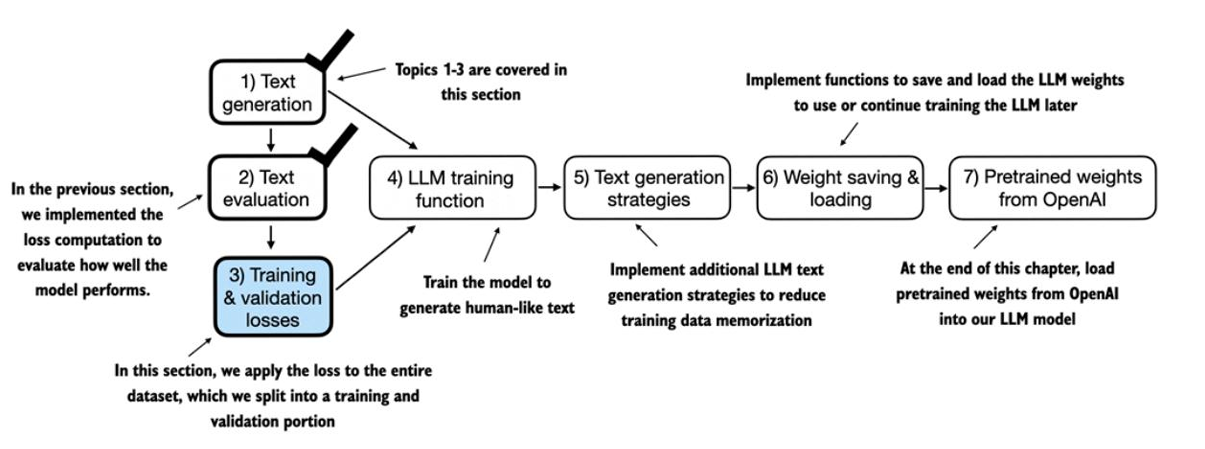 1) Text
generation
Topics 1-3 are covered in
this section
2) Text
evaluation
In the previous section,
we implemented the
loss computation to
evaluate how well the
model performs.
3) Training
& validation
losses
In this section, we apply the loss to the entire
dataset, which we split into a training and
validation portion
4) LLM training
function
Train the model to
generate human-like text
5) Text generation
strategies
Implement additional LLM text
generation strategies to reduce
training data memorization
Implement functions to save and load the LLM weights
to use or continue training the LLM later
6) Weight saving &
loading
7) Pretrained weights
from OpenAI
At the end of this chapter, load
pretrained weights from OpenAI
into our LLM model